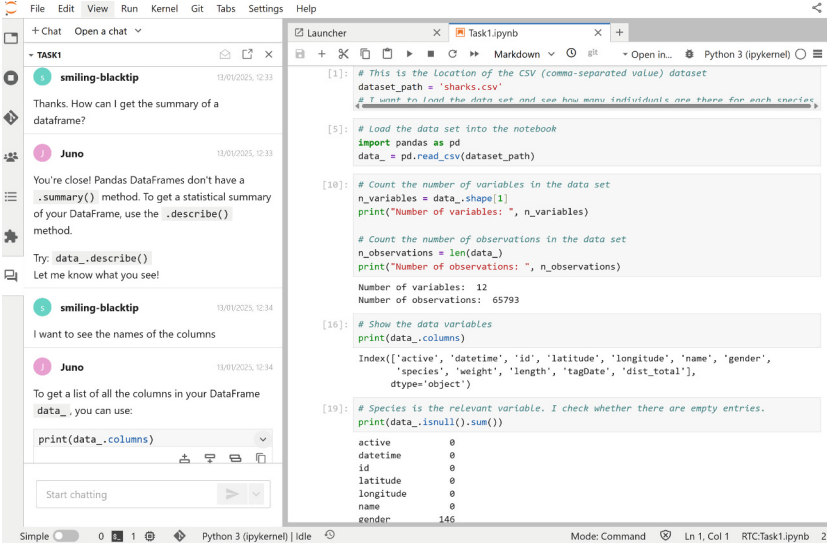 File Edit View Run Kernel Git Tabs Settings Help
+ Chat Open a chat
TASK1
s smiling-blacktip 13/01/2025, 12:33
Thanks. How can I get the summary of a
dataframe?
J Juno 13/01/2025, 12:33
You're close! Pandas DataFrames don't have a
.summary() method. To get a statistical summary
of your DataFrame, use the .describe()
method.
Try: data_.describe()
Let me know what you see!
s smiling-blacktip 13/01/2025, 12:34
I want to see the names of the columns
J Juno 13/01/2025, 12:34
To get a list of all the columns in your DataFrame
data_ , you can use:
print(data_.columns)
Start chatting
Launcher Task1.ipynb
Markdown git Open in... Python 3 (ipykernel)
[1]: # This is the location of the CSV (comma-separated value) dataset
dataset_path = 'sharks.csv'
# I want to load the data set and see how many individuals are there for each species.
[5]: # Load the data set into the notebook
import pandas as pd
data_ = pd.read_csv(dataset_path)
[10]: # Count the number of variables in the data set
n_variables = data_.shape[1]
print("Number of variables: ", n_variables)
# Count the number of observations in the data set
n_observations = len(data_)
print("Number of observations: ", n_observations)
Number of variables:  12
Number of observations:  65793
[16]: # Show the data variables
print(data_.columns)
Index(['active', 'datetime', 'id', 'latitude', 'longitude', 'name', 'gender',
'species', 'weight', 'length', 'tagDate', 'dist_total'],
dtype='object')
[19]: # Species is the relevant variable. I check whether there are empty entries.
print(data_.isnull().sum())
active 0
datetime 0
id 0
latitude 0
longitude 0
name 0
gender 146
Simple 0 $_ 1 Python 3 (ipykernel) | Idle Mode: Command Ln 1, Col 1 RTC:Task1.ipynb 2